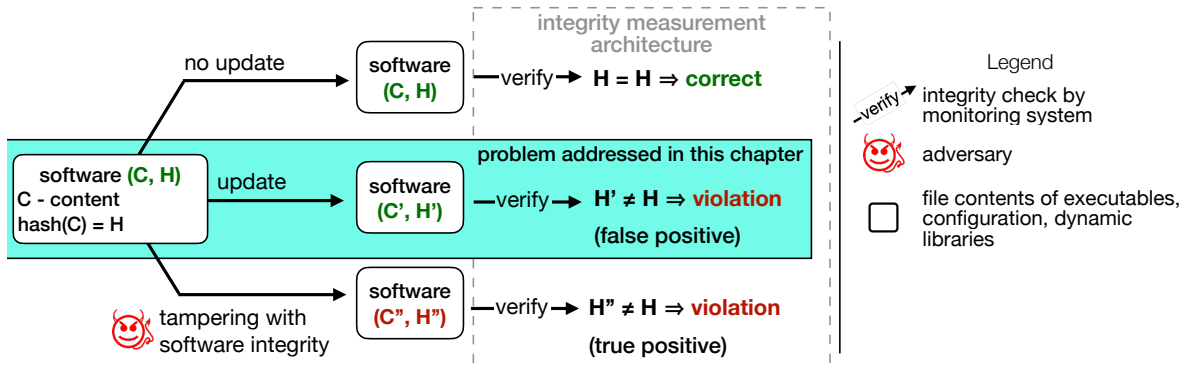 integrity measurement
architecture
no update
software
(C, H)
verify
H = H ⇒ correct
problem addressed in this chapter
software (C, H)
C - content
hash(C) = H
update
software
(C’, H’)
verify
H’ ≠ H ⇒ violation
(false positive)
tampering with
software integrity
software
(C”, H”)
verify
H” ≠ H ⇒ violation
(true positive)
Legend
verify
integrity check by
monitoring system
adversary
file contents of executables,
configuration, dynamic
libraries